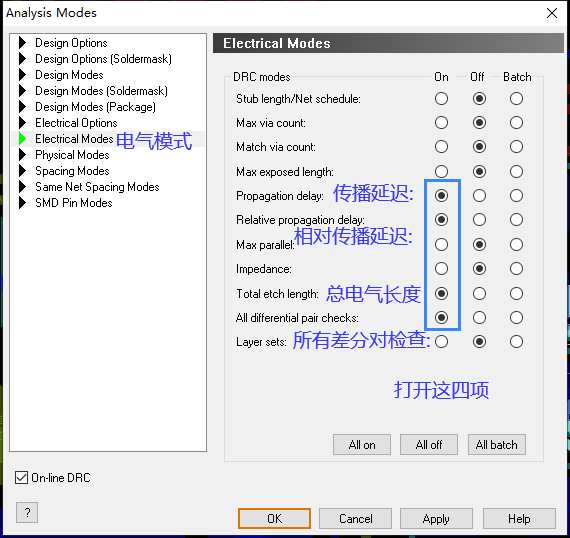 Analysis Modes
Design Options
Design Options (Soldermask)
Design Modes
Design Modes (Soldermask)
Design Modes (Package)
Electrical Options
Electrical Modes 电气模式
Physical Modes
Spacing Modes
Same Net Spacing Modes
SMD Pin Modes
Electrical Modes
DRC modes On Off Batch
Stub length/Net schedule:
Max via count:
Match via count:
Max exposed length:
Propagation delay: 传播延迟:
Relative propagation delay:
相对传播延迟:
Max parallel:
Impedance:
Total etch length: 总电气长度
All differential pair checks:
所有差分对检查:
Layer sets:
打开这四项
All on All off All batch
On-line DRC
? OK Cancel Apply Help